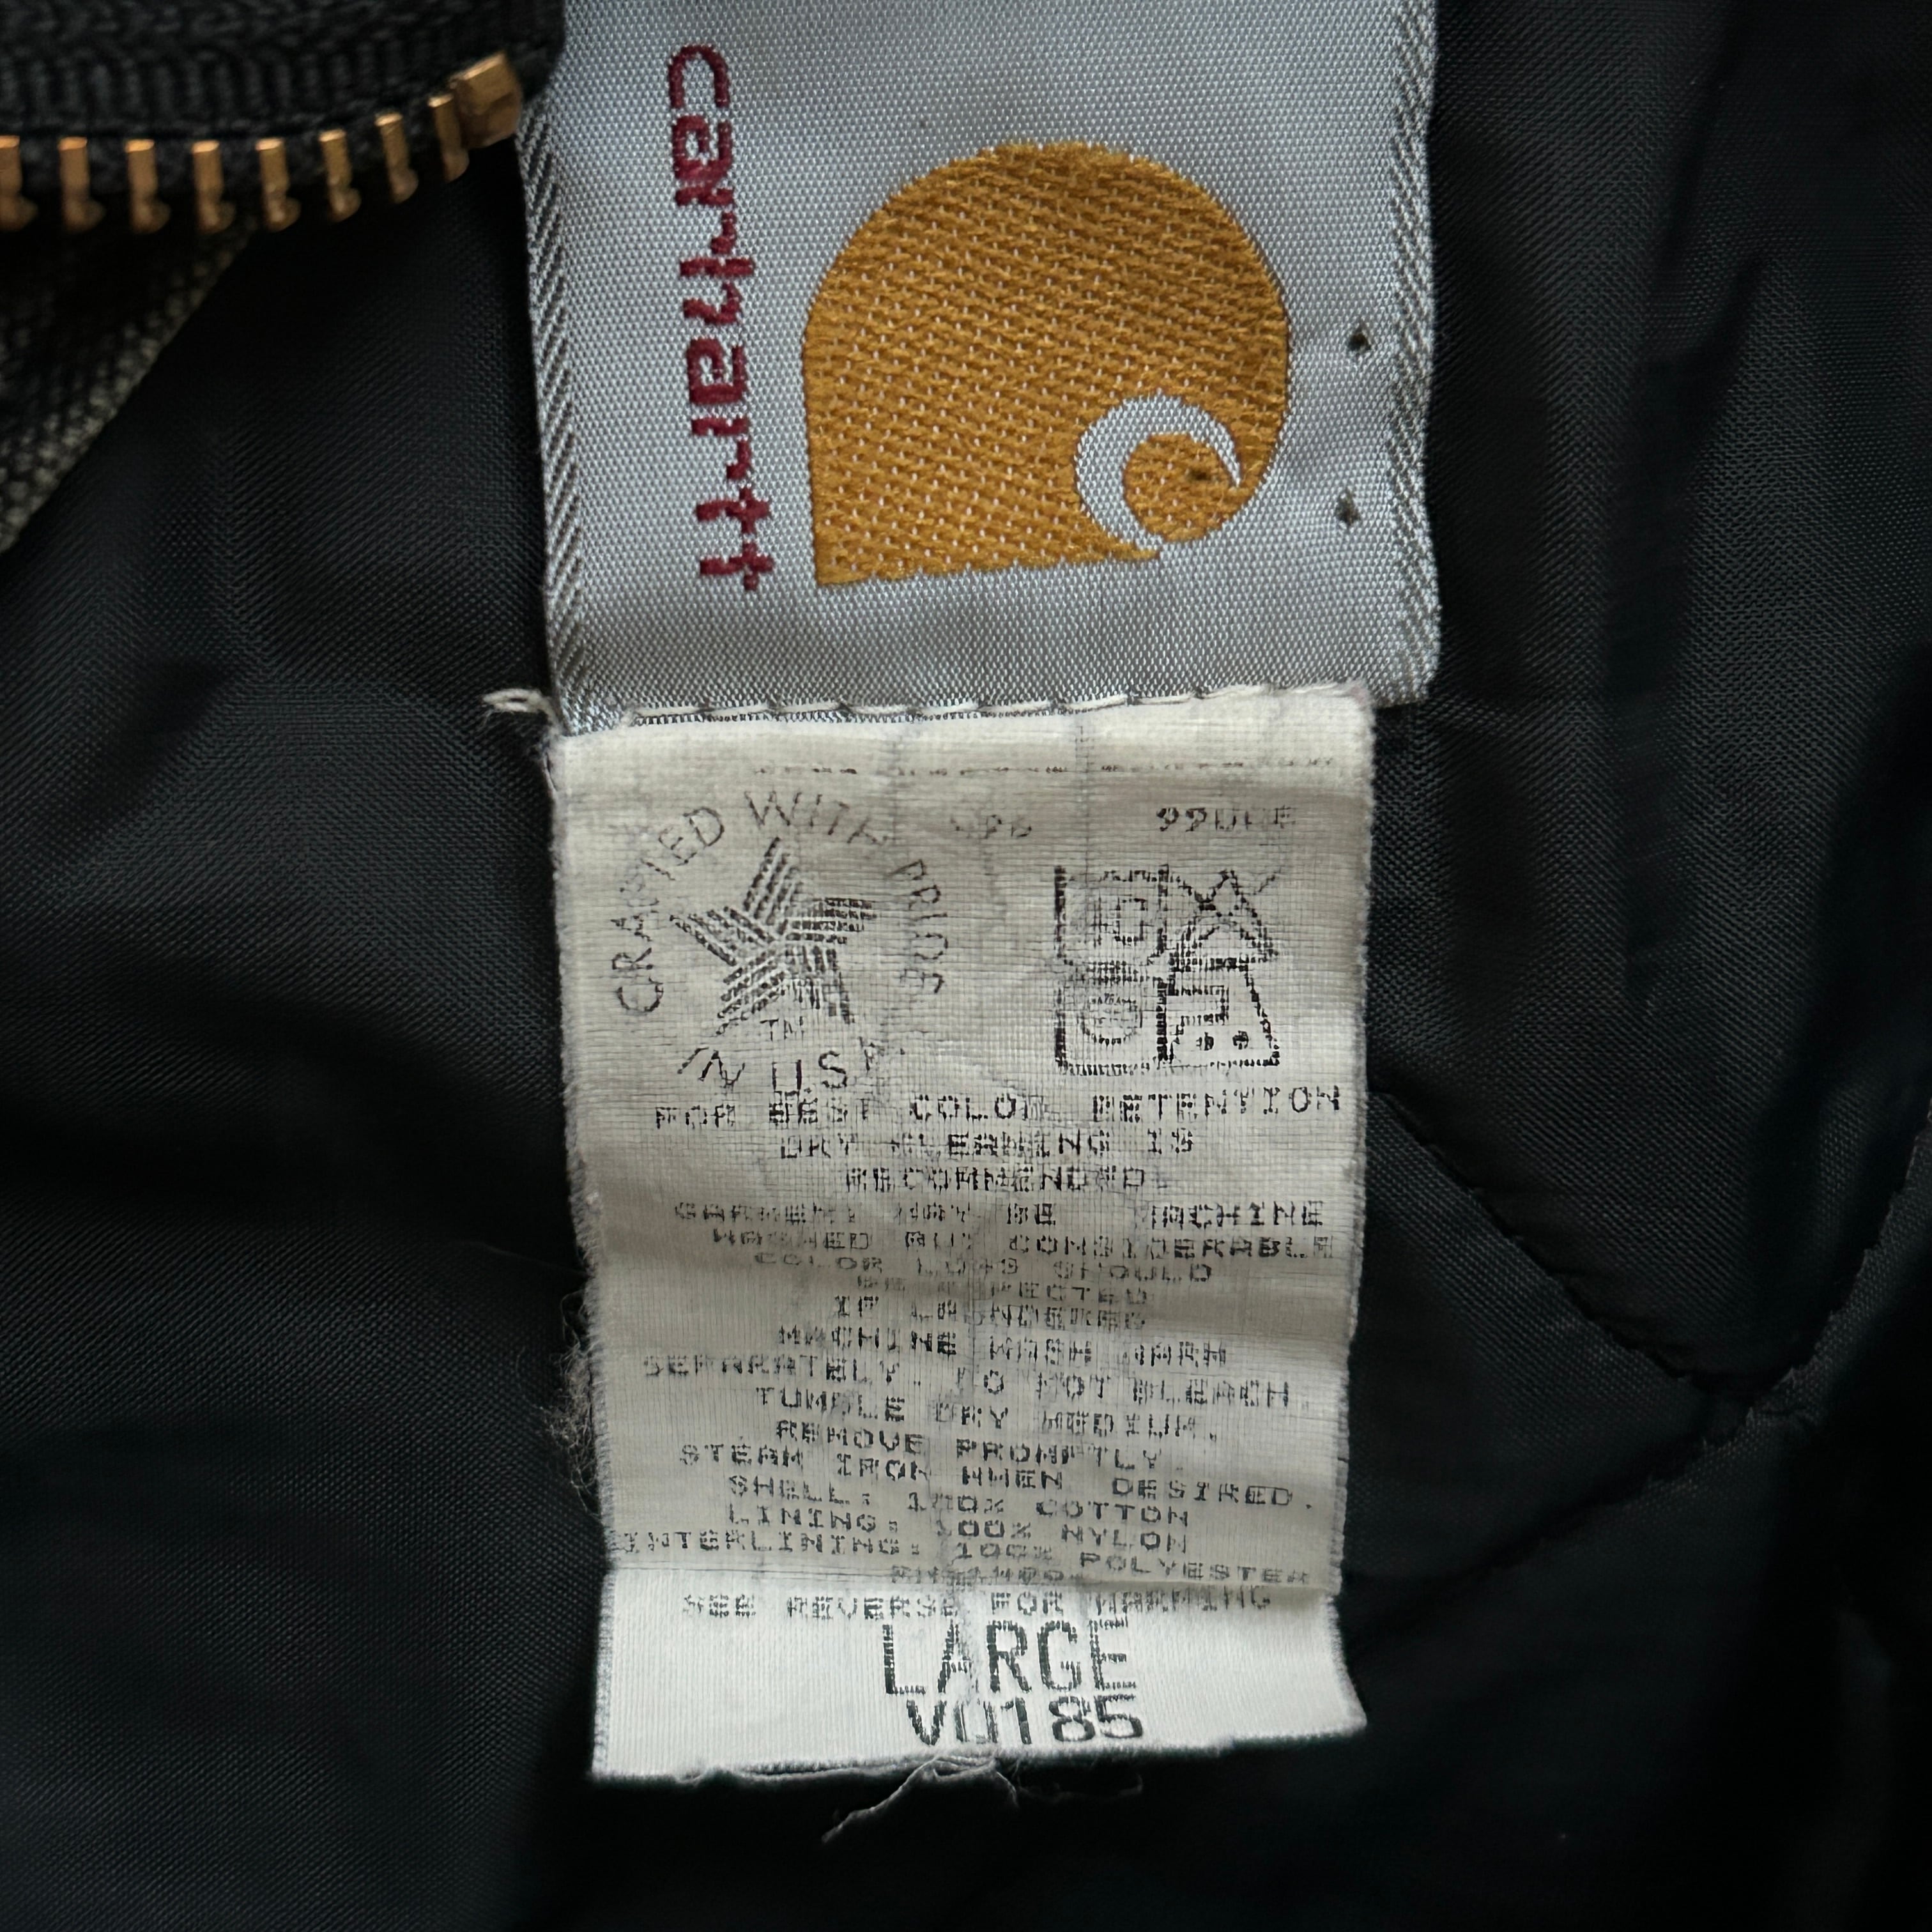 carhartt
CRAFTED WITH PRIDE
IN U.S.A.
FOR BEST COLOR RETENTION
DRY CLEANING IS
RECOMMENDED
GARMENT MAY BE MACHINE
WASHED BUT CONSIDERABLE
COLOR LOSS SHOULD
BE EXPECTED
IF LAUNDERED
MACHINE WASH WARM
SEPARATELY. DO NOT BLEACH.
TUMBLE DRY MEDIUM.
REMOVE PROMPTLY.
STEAM IRON WHEN DESIRED.
SHELL: 100% COTTON
LINING: 100% NYLON
INTERLINING: 100% POLYESTER
SEE REVERSE FOR WARNING
LARGE
V0185